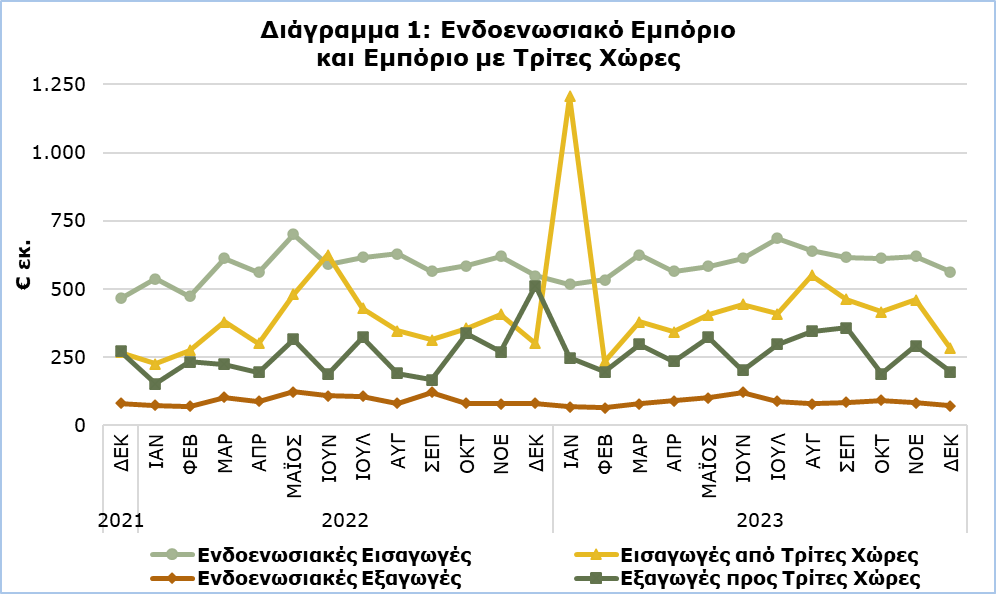 Διάγραμμα 1: Ενδοενωσιακό Εμπόριο
και Εμπόριο με Τρίτες Χώρες
€ εκ.
1.250
1.000
750
500
250
0
ΔΕΚ ΙΑΝ ΦΕΒ ΜΑΡ ΑΠΡ ΜΑΪΟΣ ΙΟΥΝ ΙΟΥΛ ΑΥΓ ΣΕΠ ΟΚΤ ΝΟΕ ΔΕΚ ΙΑΝ ΦΕΒ ΜΑΡ ΑΠΡ ΜΑΪΟΣ ΙΟΥΝ ΙΟΥΛ ΑΥΓ ΣΕΠ ΟΚΤ ΝΟΕ ΔΕΚ
2021 2022 2023
Ενδοενωσιακές Εισαγωγές Εισαγωγές από Τρίτες Χώρες
Ενδοενωσιακές Εξαγωγές Εξαγωγές προς Τρίτες Χώρες